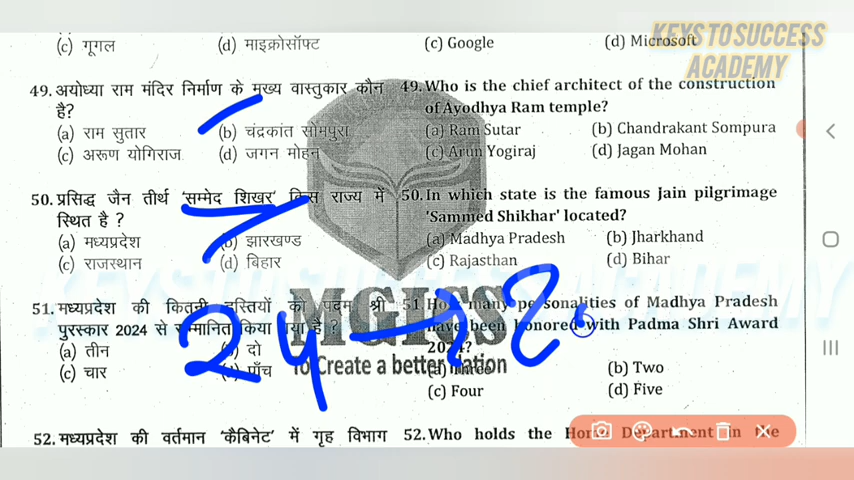 KEYS TO SUCCESS
ACADEMY
(c) गूगल (d) माइक्रोसॉफ्ट
(c) Google (d) Microsoft
49. अयोध्या राम मंदिर निर्माण के मुख्य वास्तुकार कौन
है?
(a) राम सुतार (b) चंद्रकांत सोमपुरा
(c) अरूण योगिराज (d) जगन मोहन
49. Who is the chief architect of the construction
of Ayodhya Ram temple?
(a) Ram Sutar (b) Chandrakant Sompura
(c) Arun Yogiraj (d) Jagan Mohan
50. प्रसिद्ध जैन तीर्थ 'सम्मेद शिखर' किस राज्य में
स्थित है ?
(a) मध्यप्रदेश (b) झारखण्ड
(c) राजस्थान (d) बिहार
50. In which state is the famous Jain pilgrimage
'Sammed Shikhar' located?
(a) Madhya Pradesh (b) Jharkhand
(c) Rajasthan (d) Bihar
51. मध्यप्रदेश की कितनी हस्तियों को पदम श्री
पुरस्कार 2024 से सम्मानित किया गया है ?
(a) तीन (b) दो
(c) चार (d) पाँच
51. How many personalities of Madhya Pradesh
have been honored with Padma Shri Award
2024?
(a) Three (b) Two
(c) Four (d) Five
24
MGICS
To Create a better nation
52. मध्यप्रदेश की वर्तमान 'कैबिनेट' में गृह विभाग
52. Who holds the Home Department in the